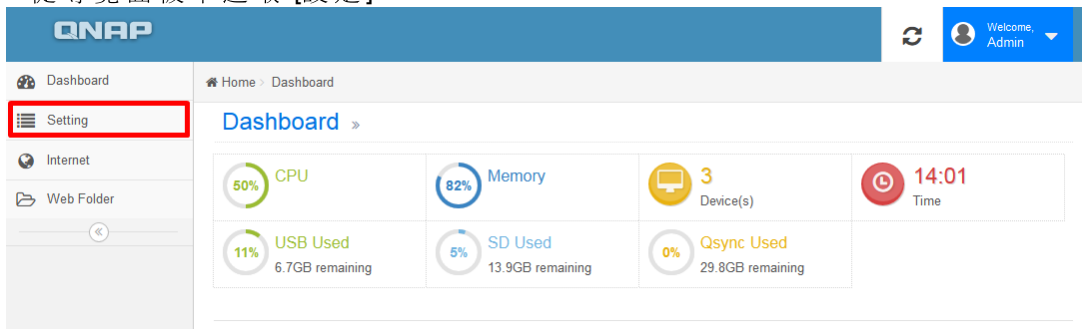 [設定]
QNAP
Welcome,
Admin
Dashboard
Home > Dashboard
Setting
Internet
Web Folder
Dashboard »
50%
CPU
82%
Memory
3
Device(s)
14:01
Time
11%
USB Used
6.7GB remaining
5%
SD Used
13.9GB remaining
0%
Qsync Used
29.8GB remaining